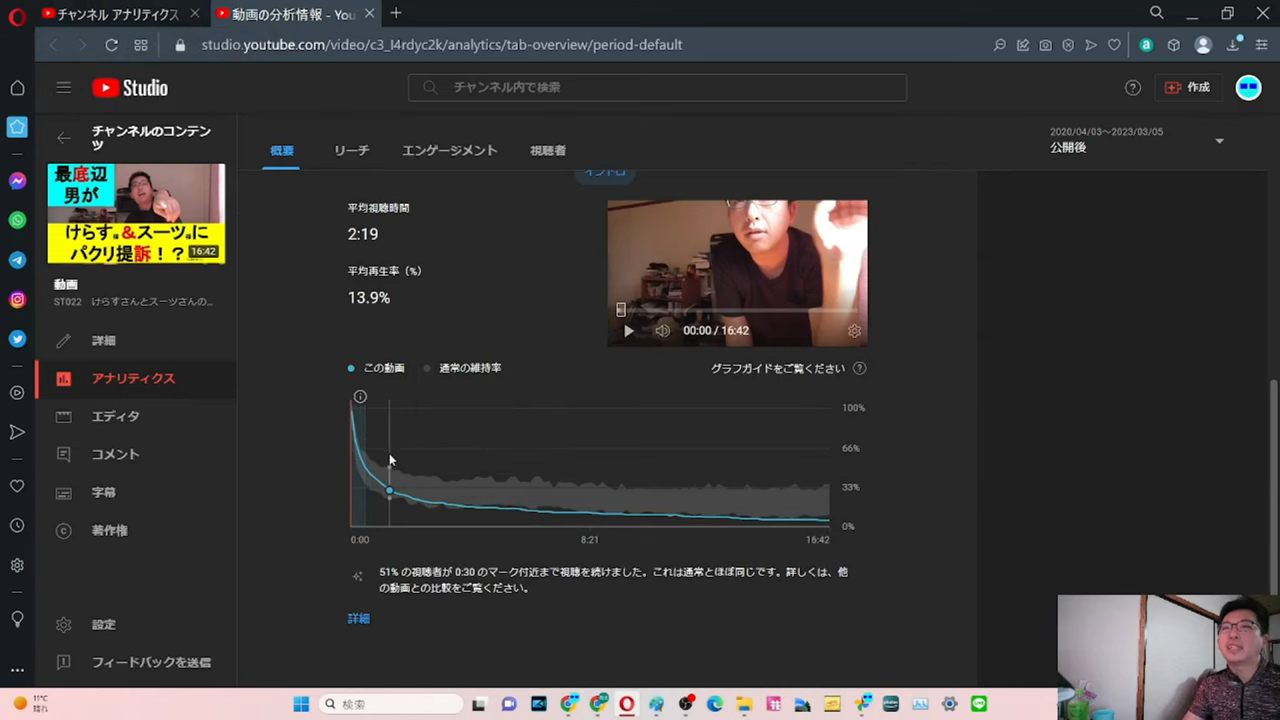 チャンネル アナリティクス
動画の分析情報 - You
studio.youtube.com/video/c3_I4rdyc2k/analytics/tab-overview/period-default
Studio
チャンネル内で検索
作成
チャンネルのコンテン
ツ
最底辺
男が
けらすさん&スーツさんに
パクリ提訴!?
16:42
動画
ST022 けらすさんとスーツさんの...
詳細
アナリティクス
エディタ
コメント
字幕
著作権
設定
フィードバックを送信
概要
リーチ
エンゲージメント
視聴者
2020/04/03～2023/03/05
公開後
イントロ
平均視聴時間
2:19
平均再生率 (%)
13.9%
00:00 / 16:42
この動画
通常の維持率
グラフガイドをご覧ください
100%
66%
33%
0%
0:00
8:21
16:42
51% の視聴者が 0:30 のマーク付近まで視聴を続けました。これは通常とほぼ同じです。詳しくは、他
の動画との比較をご覧ください。
詳細
11℃
晴れ
検索